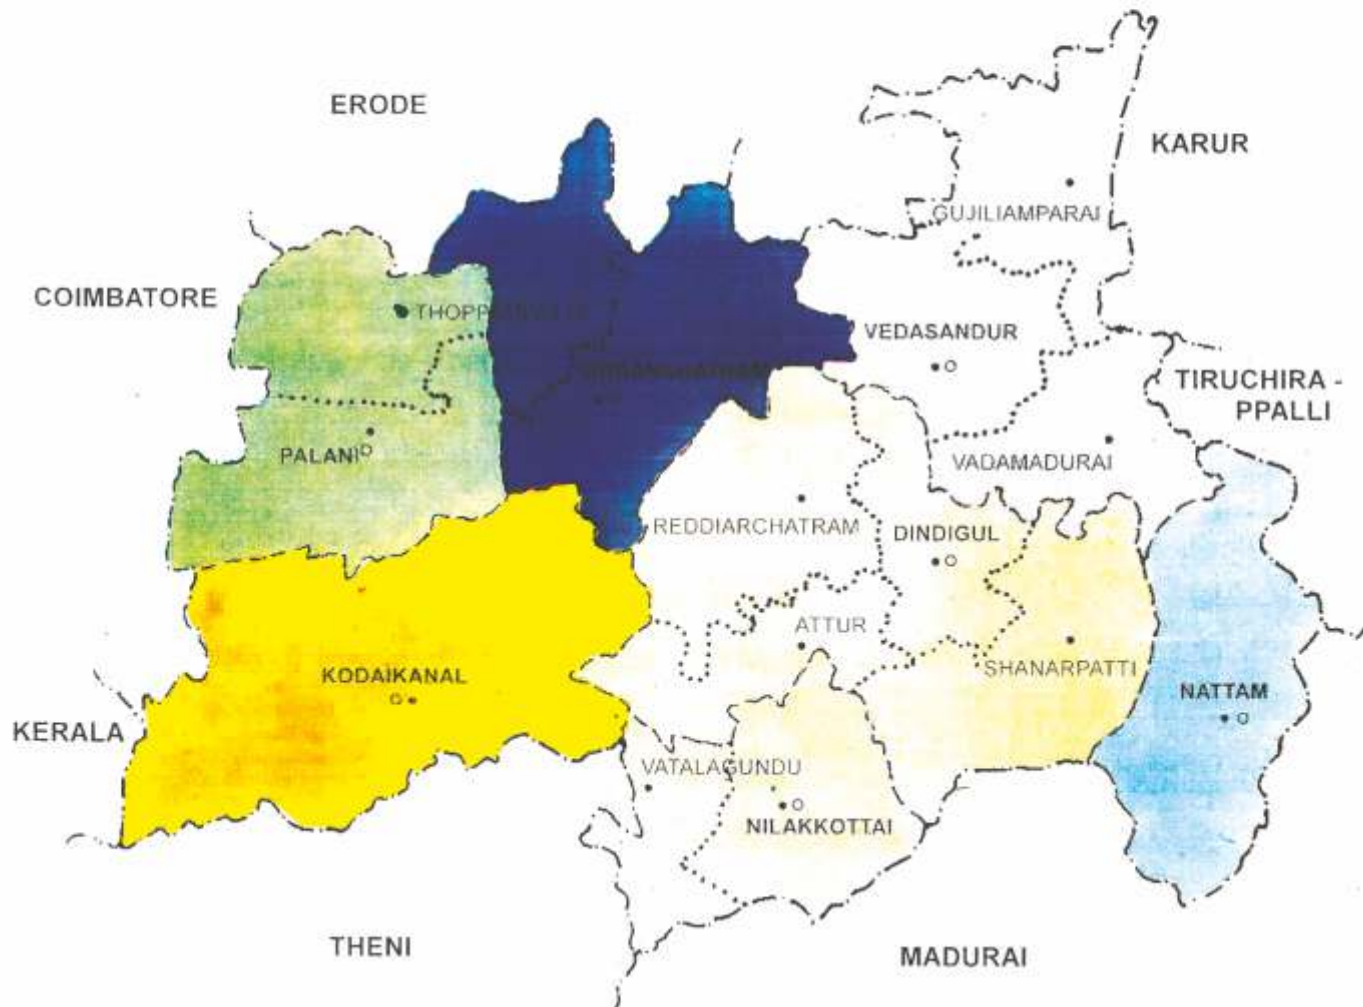 ERODE
KARUR
GUJILIAMPARAI
COIMBATORE
VEDASANDUR
TIRUCHIRA -
PPALLI
PALANI
VADAMADURAI
REDDIARCHATRAM
DINDIGUL
ATTUR
SHANARPATTI
KODAIKANAL
NATTAM
KERALA
VATALAGUNDU
NILAKKOTTAI
THENI
MADURAI